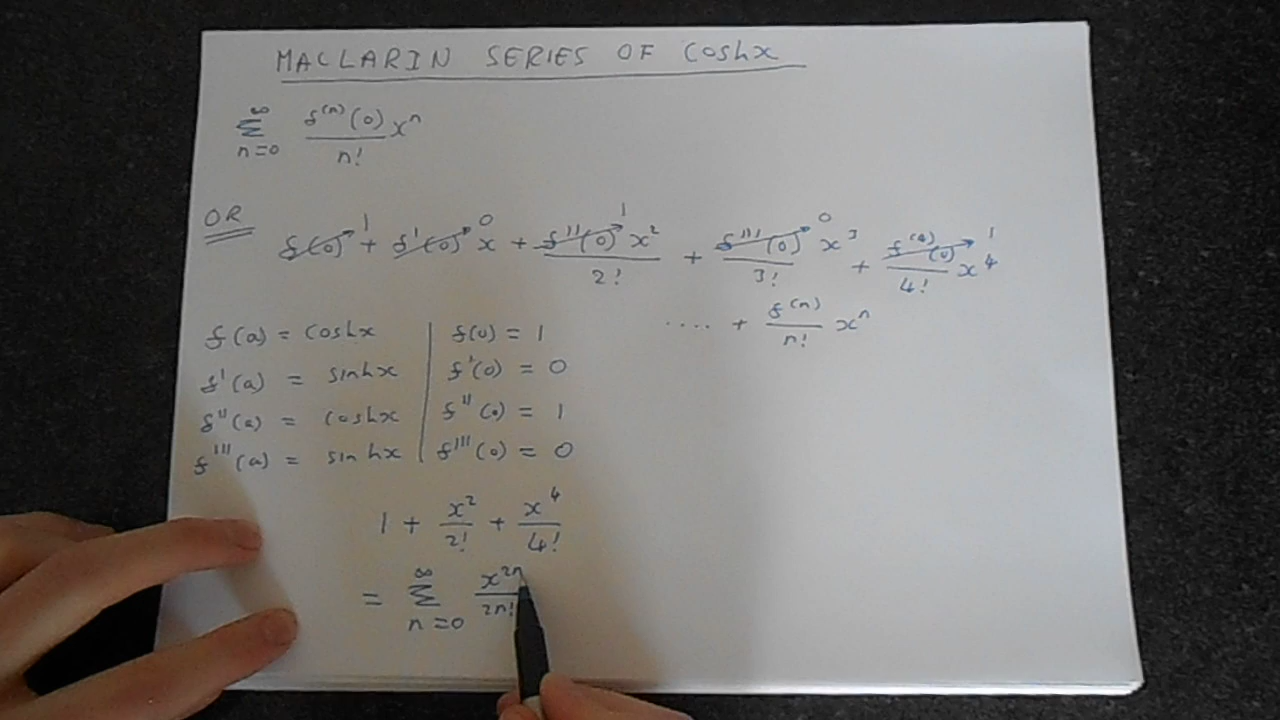 MACLARIN SERIES OF Coshx
∞ Σ n=0 f⁽ⁿ⁾(0)/n! xⁿ
OR
f(0) 1 + f'(0) 0 x + f''(0) 1 x²/2! + f'''(0) 0/3! x³ + f⁽⁴⁾(0) 1/4! x⁴
.... + f⁽ⁿ⁾/n! xⁿ
f(a) = coshx | f(0) = 1
f'(a) = sinhx | f'(0) = 0
f''(a) = coshx | f''(0) = 1
f'''(a) = sinhx | f'''(0) = 0
1 + x²/2! + x⁴/4!
= ∞ Σ n=0 x²ⁿ/2n!